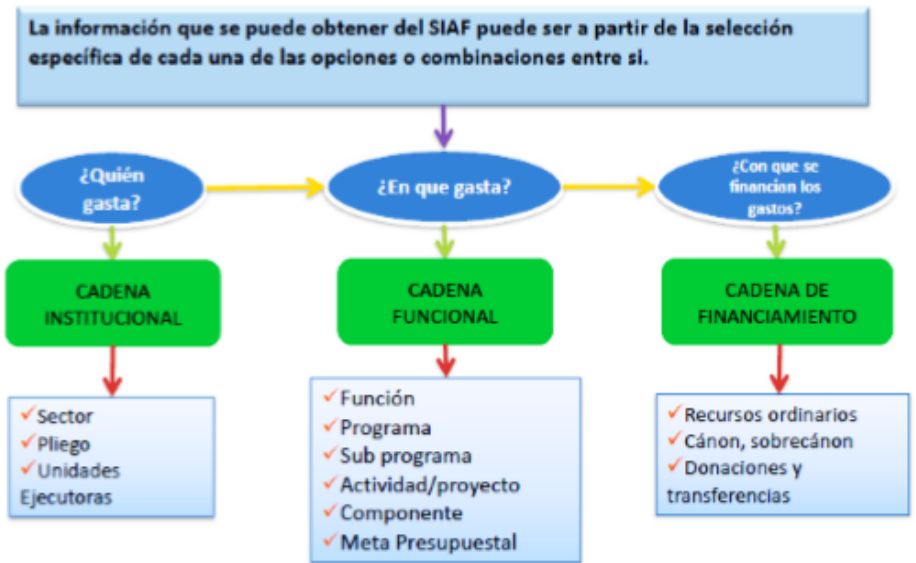 La información que se puede obtener del SIAF puede ser a partir de la selección
específica de cada una de las opciones o combinaciones entre si.
¿Quién
gasta?
¿En que gasta?
¿Con que se
financian los
gastos?
CADENA
INSTITUCIONAL
CADENA
FUNCIONAL
CADENA DE
FINANCIAMIENTO
✓Sector
✓Pliego
✓Unidades
Ejecutoras
✓Función
✓Programa
✓Sub programa
✓Actividad/proyecto
✓Componente
✓Meta Presupuestal
✓Recursos ordinarios
✓Cánon, sobrecánon
✓Donaciones y
transferencias